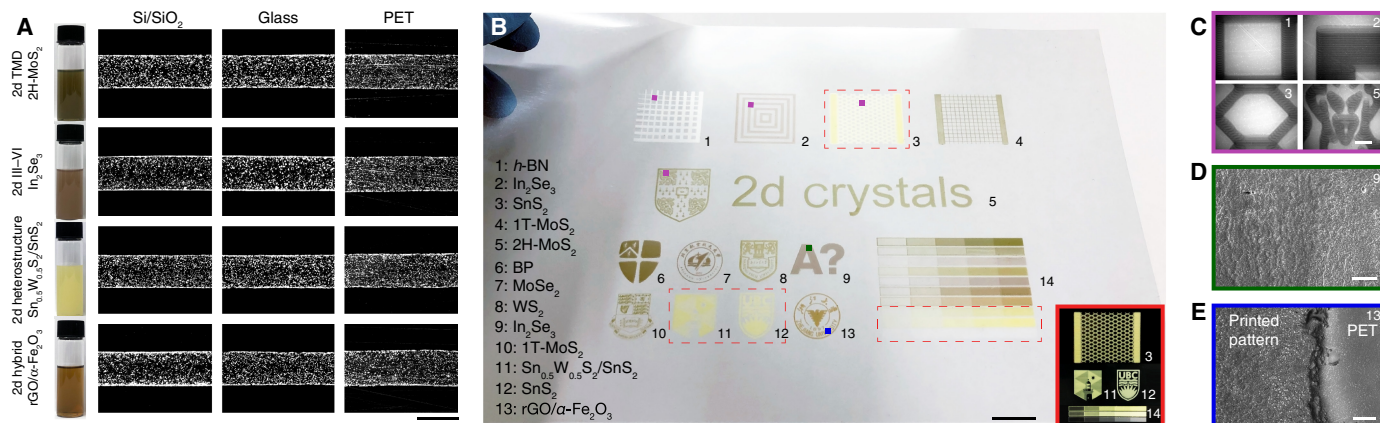 A
Si/SiO2
Glass
PET
2d TMD
2H-MoS2
2d III–VI
In2Se3
2d heterostructure
Sn0.5W0.5S2/SnS2
2d hybrid
rGO/α-Fe2O3
B
1
2
3
4
2d crystals
5
A?
6
7
8
9
10
11
12
13
14
1: h-BN
2: In2Se3
3: SnS2
4: 1T-MoS2
5: 2H-MoS2
6: BP
7: MoSe2
8: WS2
9: In2Se3
10: 1T-MoS2
11: Sn0.5W0.5S2/SnS2
12: SnS2
13: rGO/α-Fe2O3
3
UBC
11
12
14
C
1
2
3
5
D
9
E
Printed
pattern
13
PET